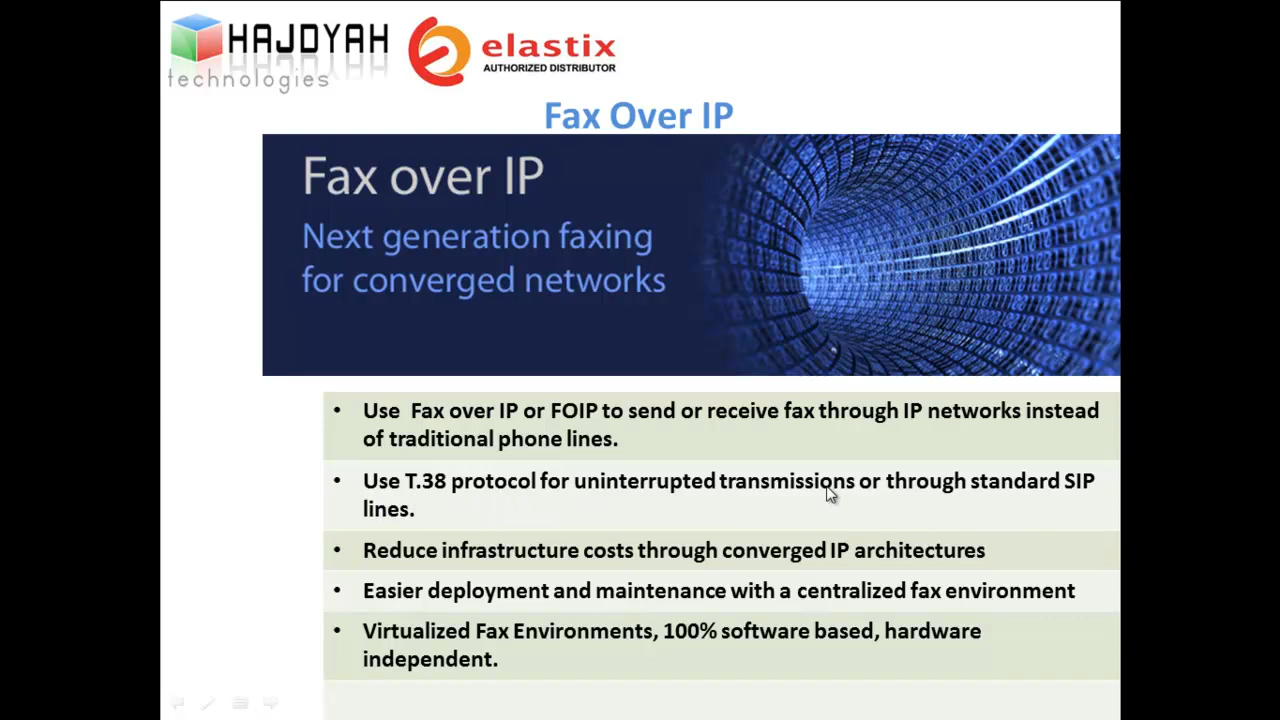 HAJDYAH
technologies
elastix
AUTHORIZED DISTRIBUTOR
Fax Over IP
Fax over IP
Next generation faxing
for converged networks
• Use Fax over IP or FOIP to send or receive fax through IP networks instead
of traditional phone lines.
• Use T.38 protocol for uninterrupted transmissions or through standard SIP
lines.
• Reduce infrastructure costs through converged IP architectures
• Easier deployment and maintenance with a centralized fax environment
• Virtualized Fax Environments, 100% software based, hardware
independent.